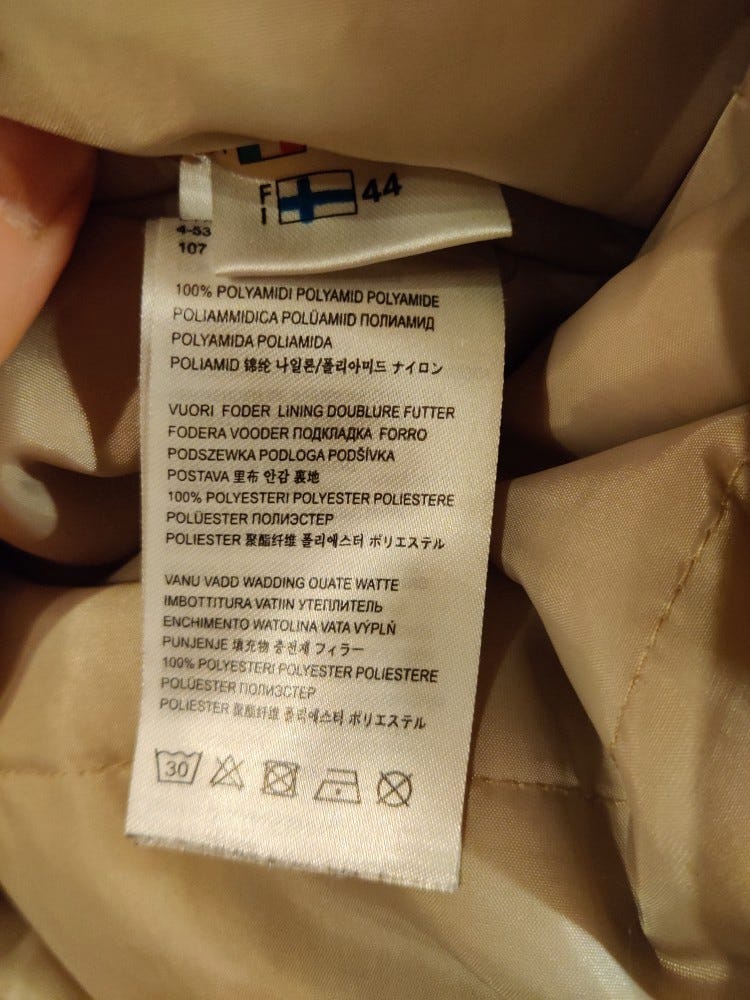 FI 44
4-53
107
100% POLYAMIDI POLYAMID POLYAMIDE
POLIAMMIDICA POLÜAMIID ПОЛИАМИД
POLYAMIDA POLIAMIDA
POLIAMID 锦纶 나일론/폴리아미드 ナイロン
VUORI FODER LINING DOUBLURE FUTTER
FODERA VOODER ПОДКЛАДКА FORRO
PODSZEWKA PODLOGA PODŠÍVKA
POSTAVA 里布 안감 裏地
100% POLYESTERI POLYESTER POLIESTERE
POLÜESTER ПОЛИЭСТЕР
POLIESTER 聚酯纤维 폴리에스터 ポリエステル
VANU VADD WADDING OUATE WATTE
IMBOTTITURA VATIIN УТЕПЛИТЕЛЬ
ENCHIMENTO WATOLINA VATA VÝPLŇ
PUNJENJE 填充物 충전재 フィラー
100% POLYESTERI POLYESTER POLIESTERE
POLÜESTER ПОЛИЭСТЕР
POLIESTER 聚酯纤维 폴리에스터 ポリエステル
30